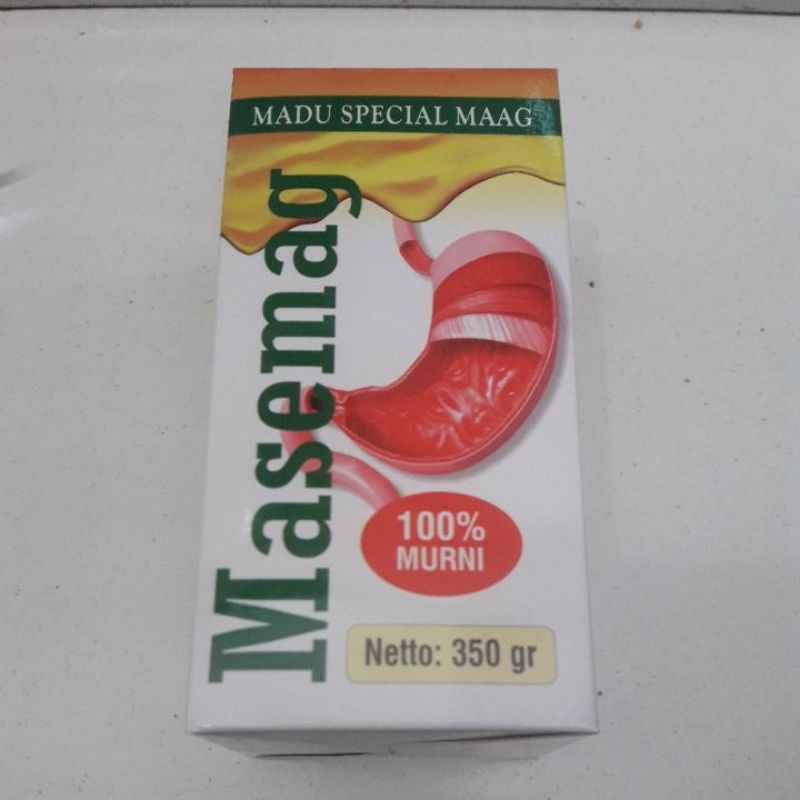 MADU SPECIAL MAAG
Masemag
100%
MURNI
Netto: 350 gr